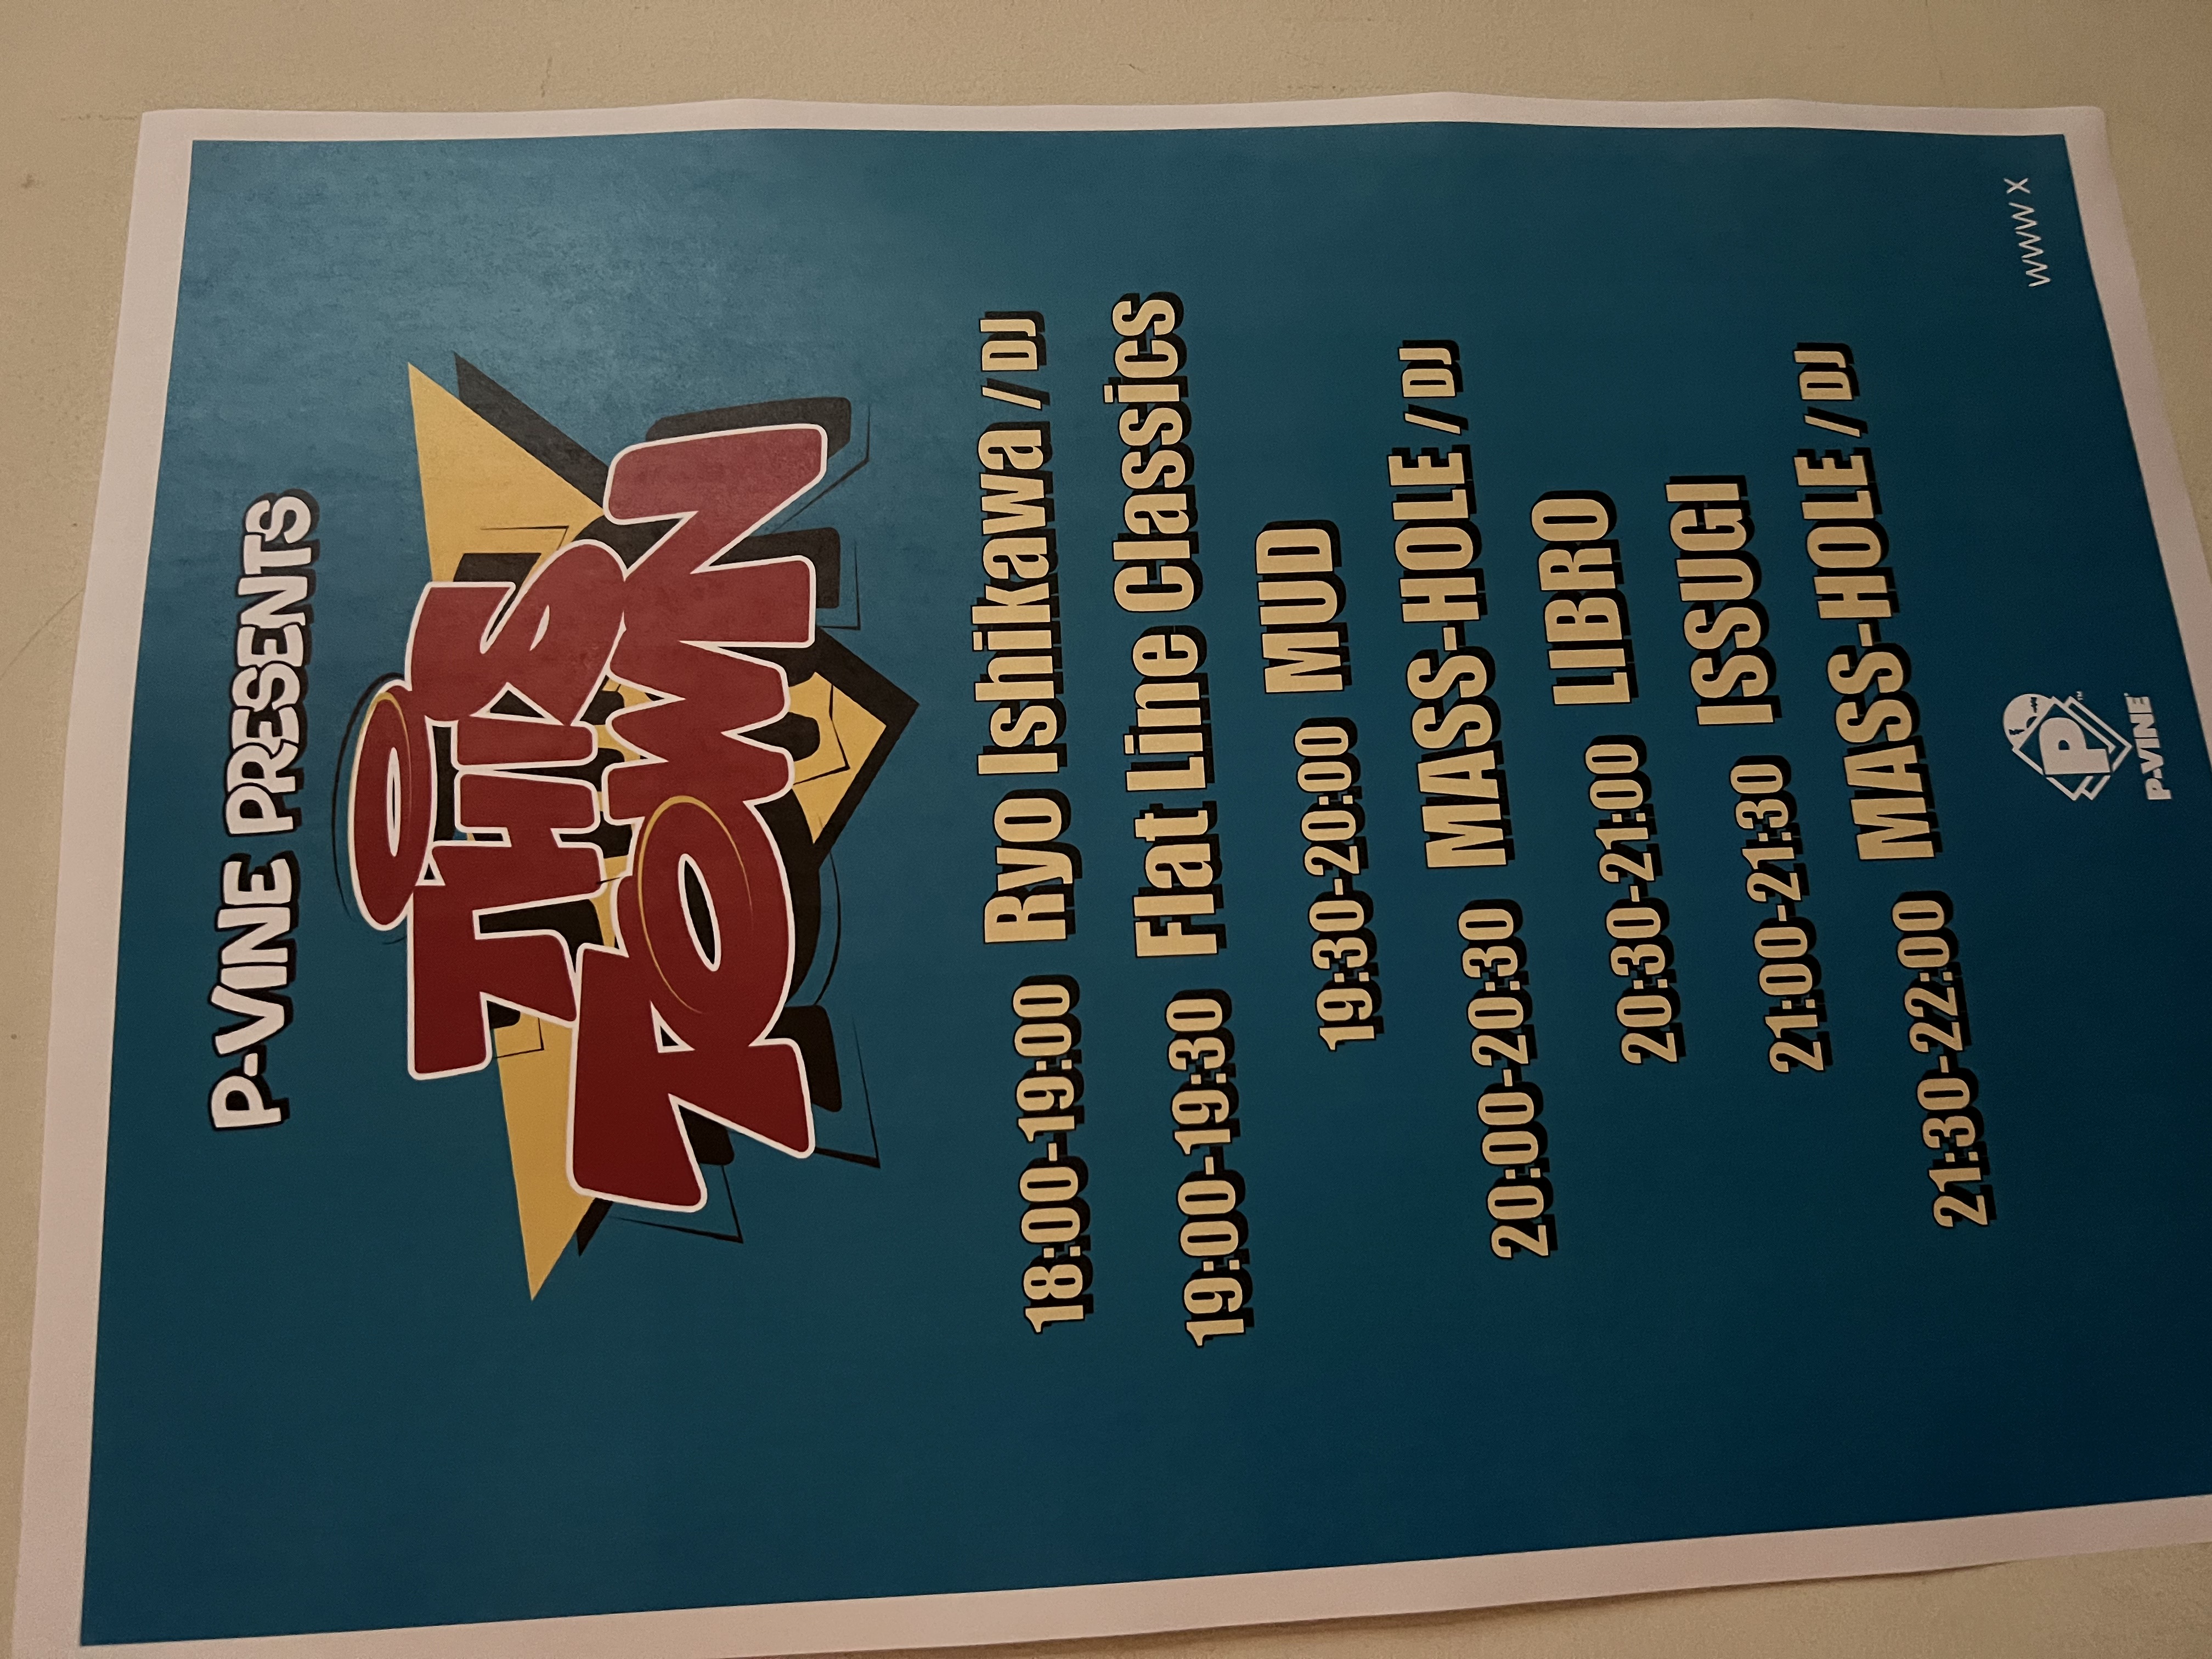 P-VINE PRESENTS
THIS
TOWN
18:00-19:00 Ryo Ishikawa / DJ
19:00-19:30 Flat Line Classics
19:30-20:00 MUD
20:00-20:30 MASS-HOLE / DJ
20:30-21:00 LIBRO
21:00-21:30 ISSUGI
21:30-22:00 MASS-HOLE / DJ
P ™
P-VINE
WWW X